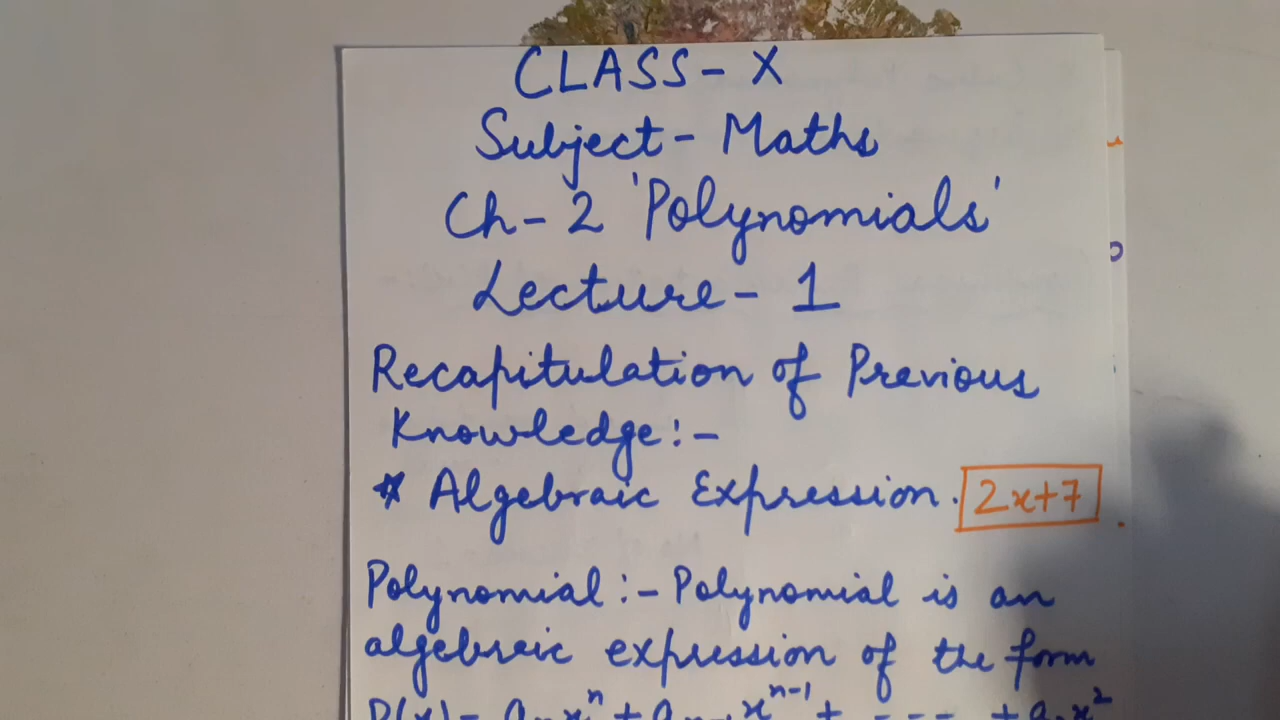 CLASS - X
Subject - Maths
Ch - 2 'Polynomials'
Lecture - 1
Recapitulation of Previous
Knowledge :-
* Algebraic Expression. 2x+7
Polynomial :- Polynomial is an
algebraic expression of the form